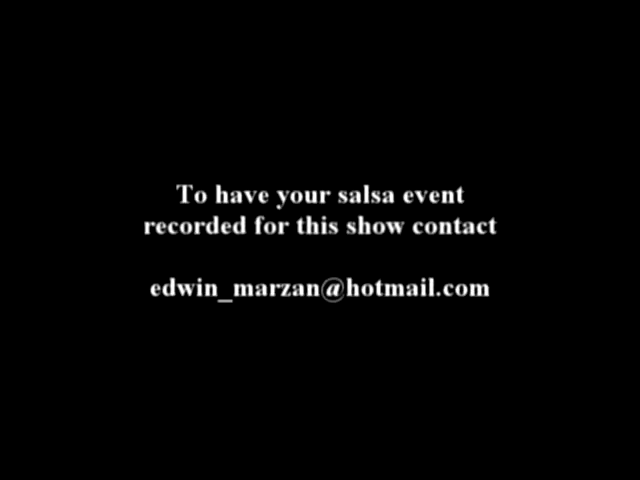 To have your salsa event
recorded for this show contact
edwin_marzan@hotmail.com